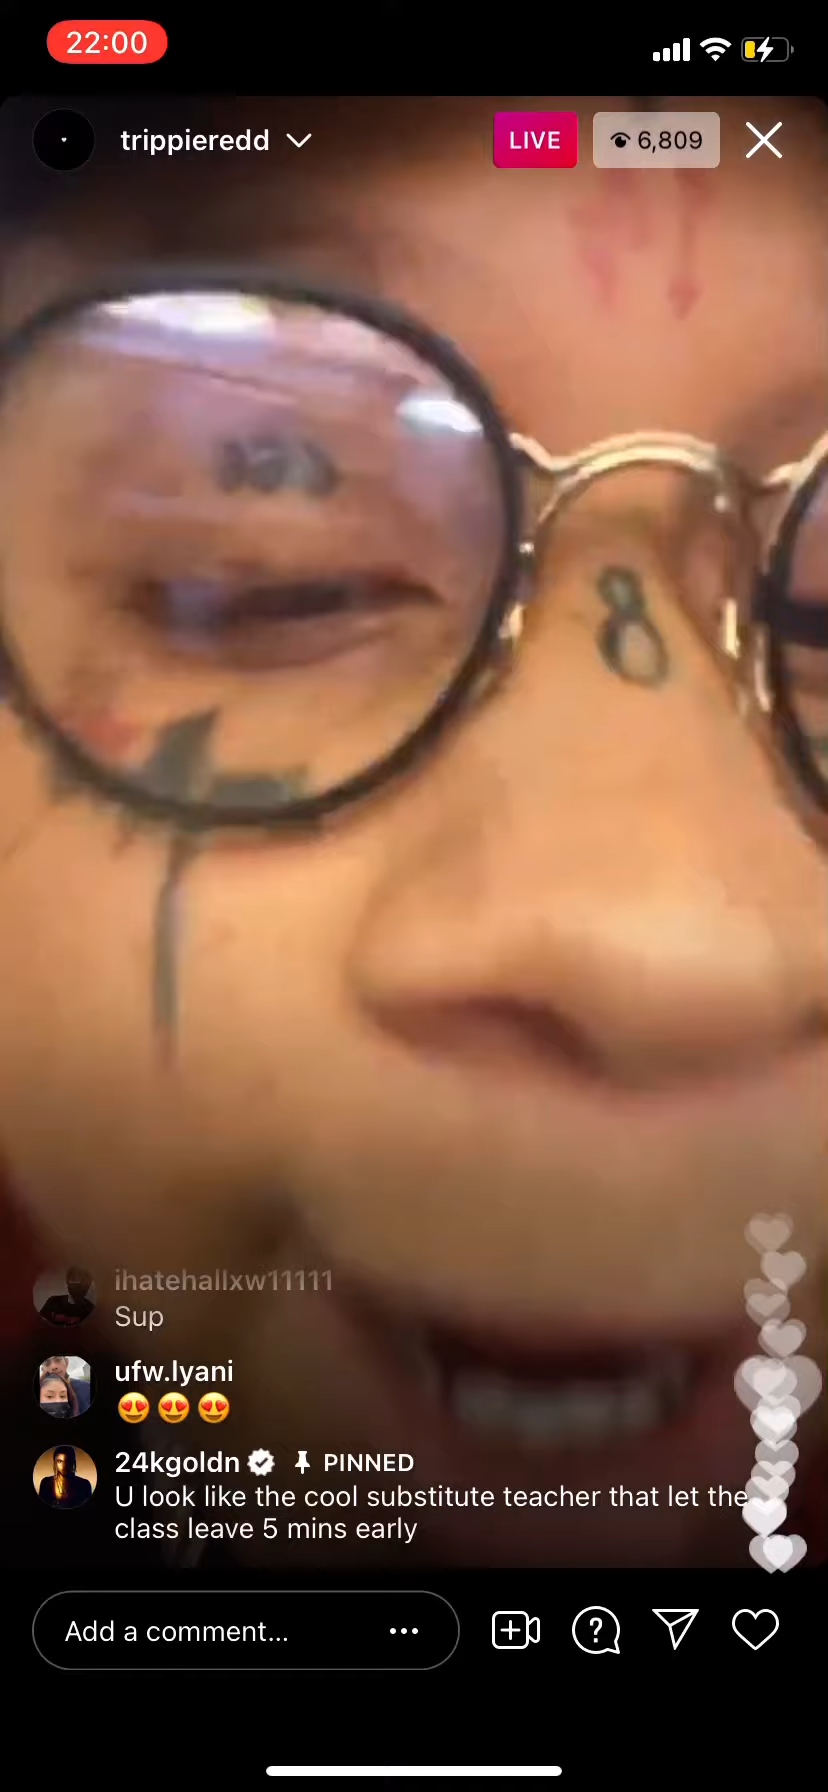 22:00
trippieredd
LIVE
6,809
8
ihatehallxw11111
Sup
ufw.lyani
😍😍😍
24kgoldn PINNED
U look like the cool substitute teacher that let the
class leave 5 mins early
Add a comment...